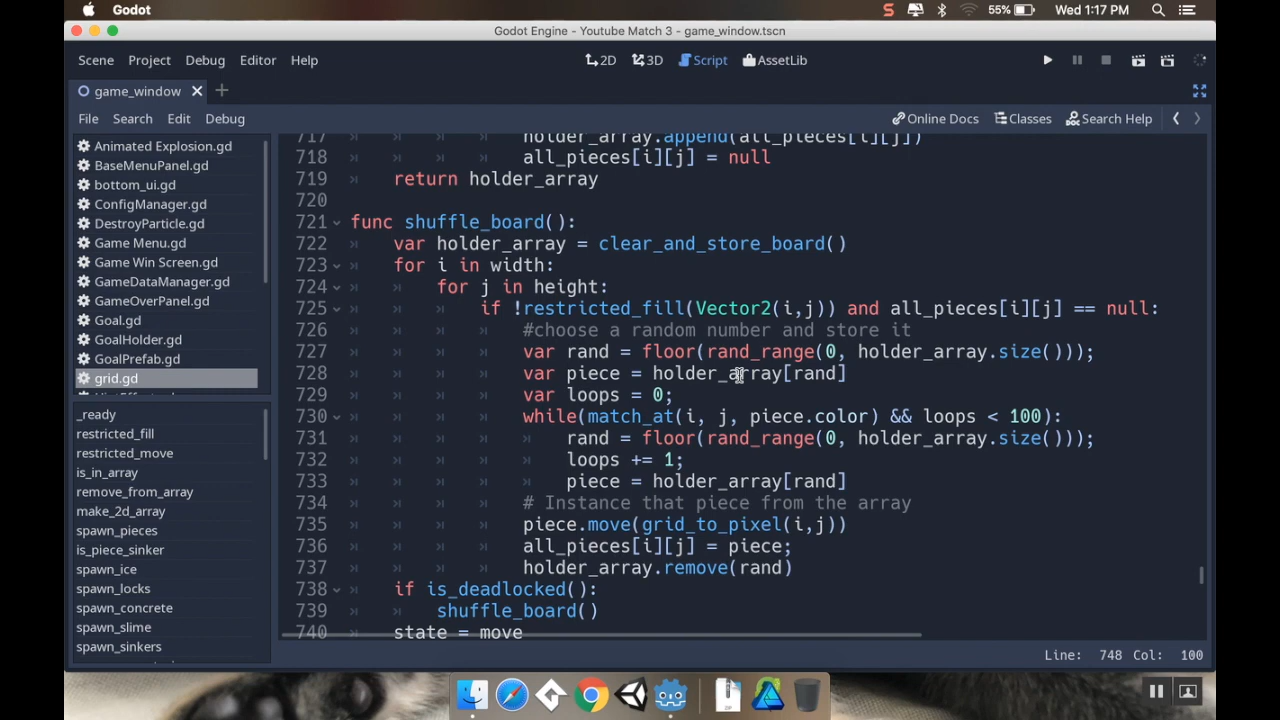 Godot
55%
Wed 1:17 PM
Godot Engine - Youtube Match 3 - game_window.tscn
Scene Project Debug Editor Help
2D 3D Script AssetLib
game_window
File Search Edit Debug
Online Docs Classes Search Help
Animated Explosion.gd
BaseMenuPanel.gd
bottom_ui.gd
ConfigManager.gd
DestroyParticle.gd
Game Menu.gd
Game Win Screen.gd
GameDataManager.gd
GameOverPanel.gd
Goal.gd
GoalHolder.gd
GoalPrefab.gd
grid.gd
_ready
restricted_fill
restricted_move
is_in_array
remove_from_array
make_2d_array
spawn_pieces
is_piece_sinker
spawn_ice
spawn_locks
spawn_concrete
spawn_slime
spawn_sinkers
717 holder_array.append(all_pieces[i][j])
718 all_pieces[i][j] = null
719 return holder_array
720
721 func shuffle_board():
722 var holder_array = clear_and_store_board()
723 for i in width:
724 for j in height:
725 if !restricted_fill(Vector2(i,j)) and all_pieces[i][j] == null:
726 #choose a random number and store it
727 var rand = floor(rand_range(0, holder_array.size()));
728 var piece = holder_array[rand]
729 var loops = 0;
730 while(match_at(i, j, piece.color) && loops < 100):
731 rand = floor(rand_range(0, holder_array.size()));
732 loops += 1;
733 piece = holder_array[rand]
734 # Instance that piece from the array
735 piece.move(grid_to_pixel(i,j))
736 all_pieces[i][j] = piece;
737 holder_array.remove(rand)
738 if is_deadlocked():
739 shuffle_board()
740 state = move
Line: 748 Col: 100